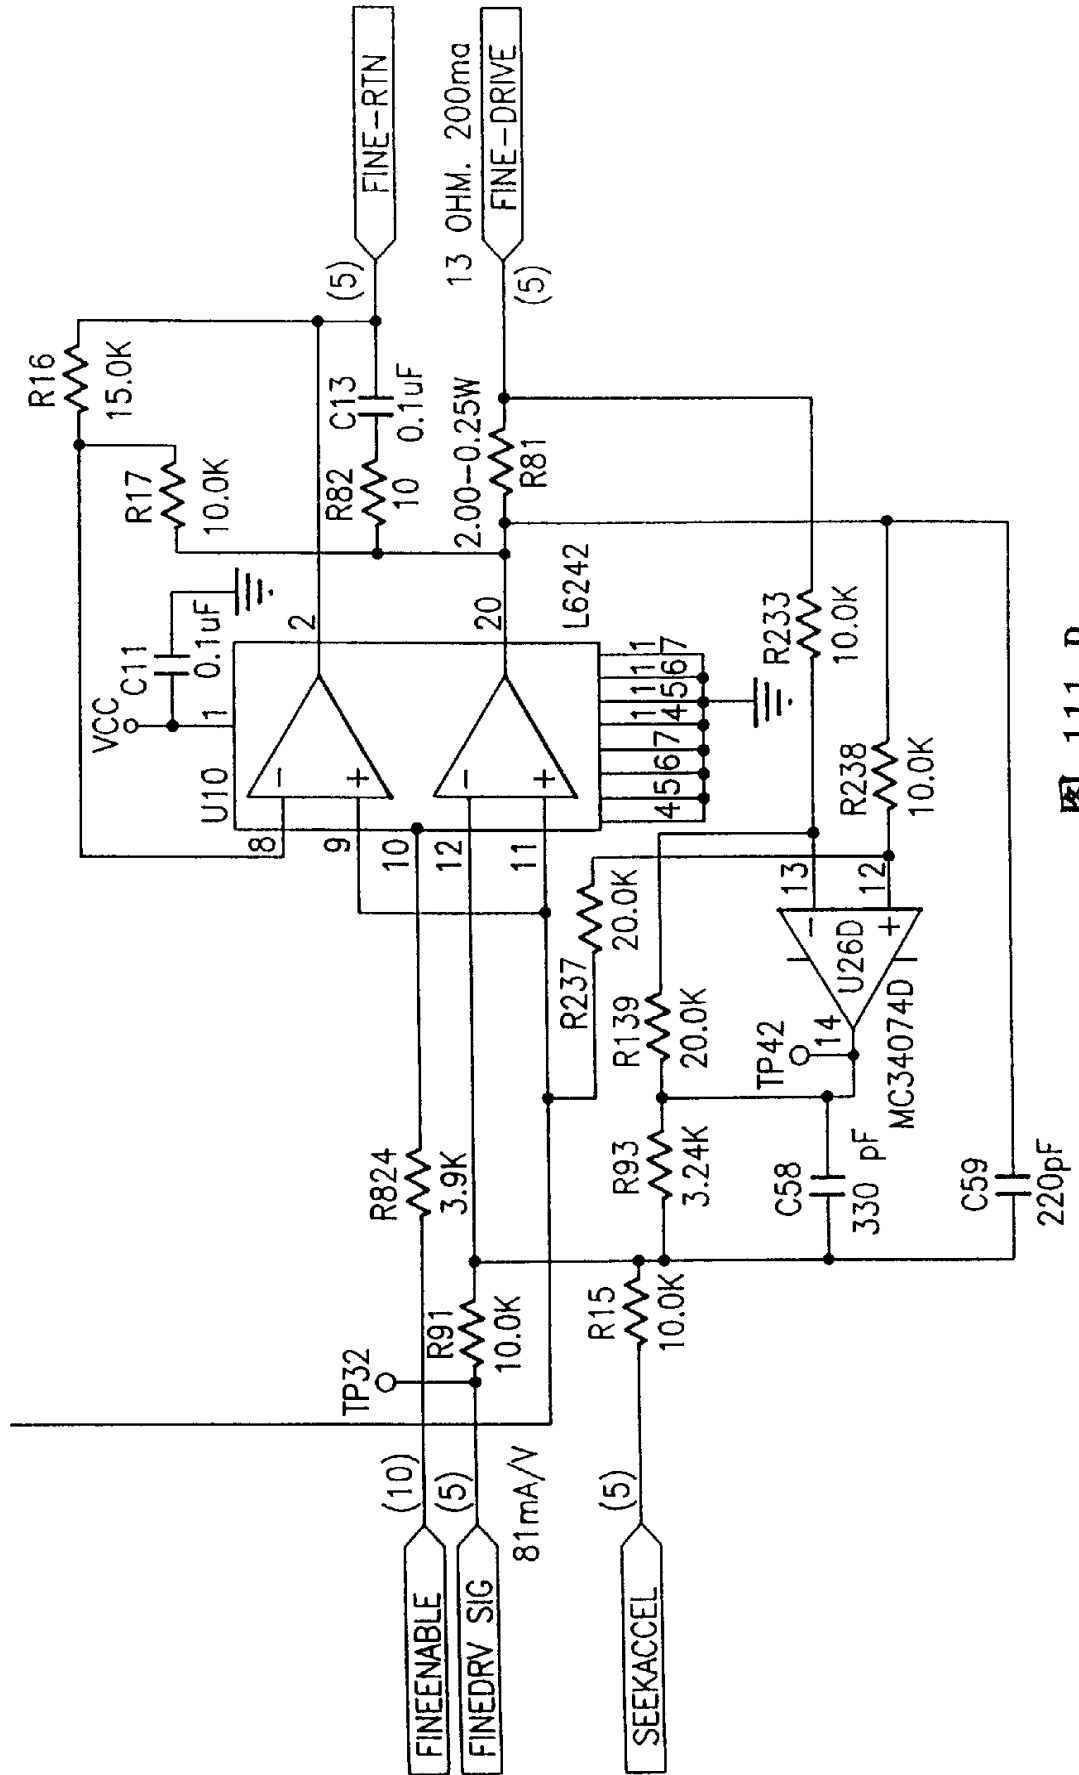 FINE-RTN
(5)
13 OHM. 200ma
FINE-DRIVE
(5)
R16
15.0K
R17
10.0K
C13
0.1uF
R82
10
2.00-0.25W
R81
VCC
C11
0.1uF
1
2
20
L6242
U10
8
9
10
12
11
-
+
-
+
4
5
6
7
14
15
16
17
R233
10.0K
R238
10.0K
R237
20.0K
13
12
-
+
U26D
14
MC34074D
TP42
R139
20.0K
R93
3.24K
C58
330 pF
C59
220pF
R824
3.9K
R91
10.0K
R15
10.0K
TP32
(10)
FINEENABLE
(5)
FINEDRV SIG
81mA/V
(5)
SEEKACCEL
图 111-